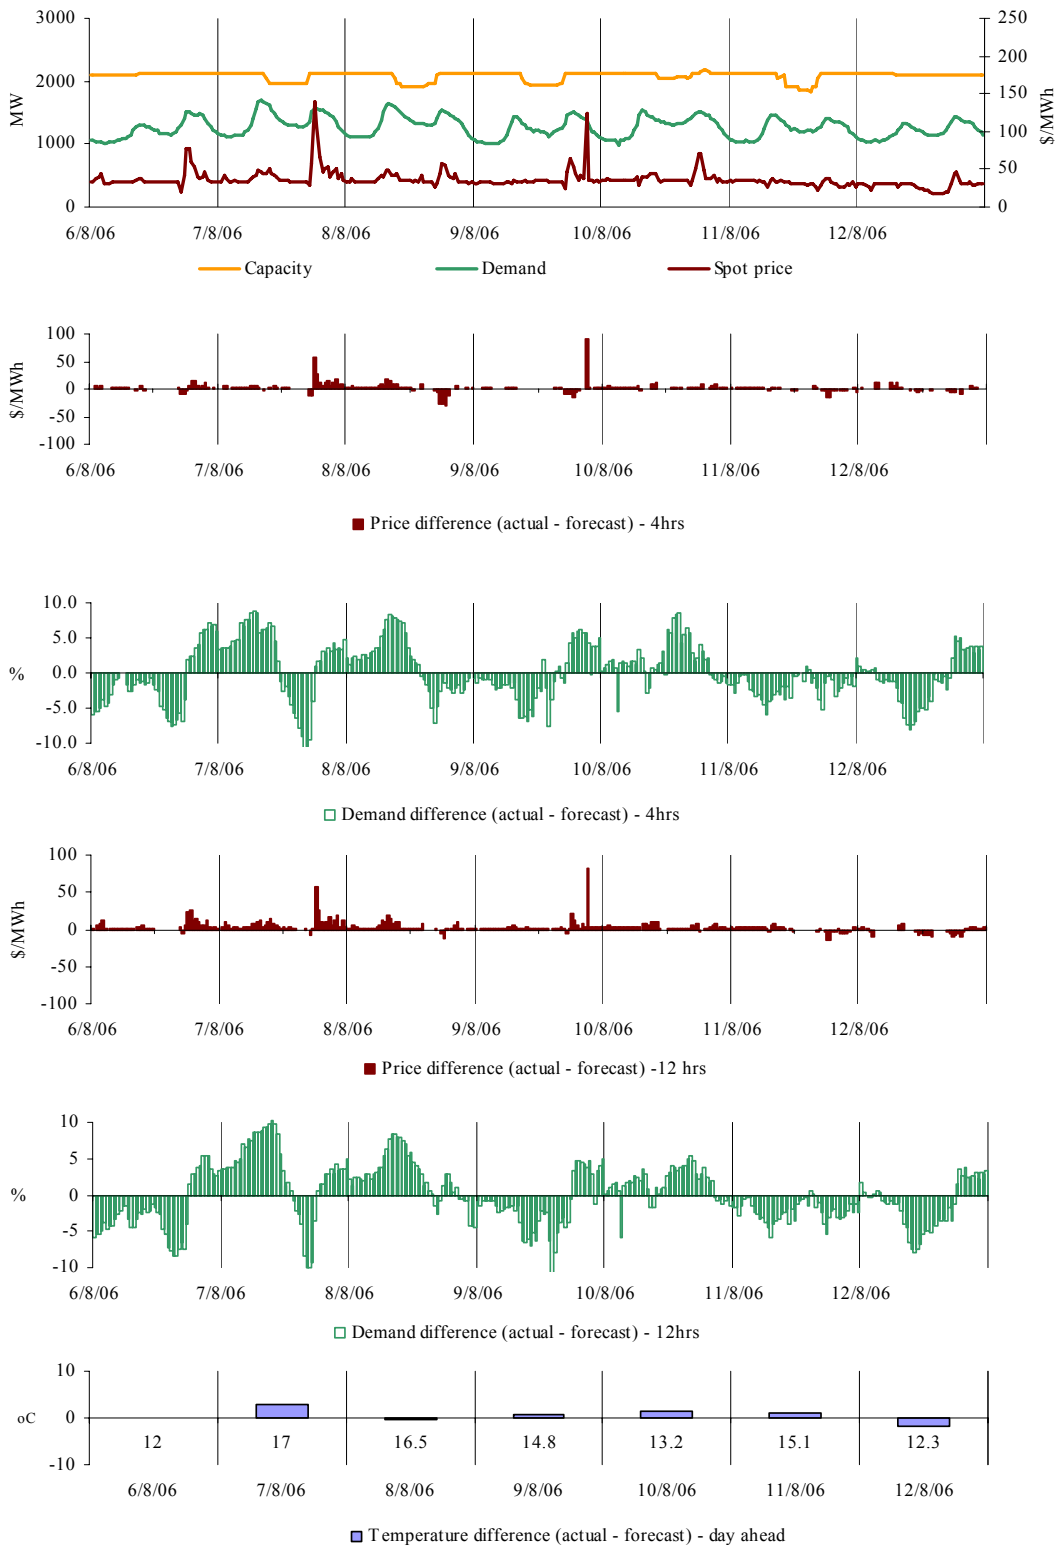 3000 250
200
2000
150
MW $/MWh
100
1000
50
0 0
6/8/06 7/8/06 8/8/06 9/8/06 10/8/06 11/8/06 12/8/06
Capacity Demand Spot price
100
50
$/MWh
0
-50
-100
6/8/06 7/8/06 8/8/06 9/8/06 10/8/06 11/8/06 12/8/06
Price difference (actual - forecast) - 4hrs
10.0
5.0
% 0.0
-5.0
-10.0
6/8/06 7/8/06 8/8/06 9/8/06 10/8/06 11/8/06 12/8/06
Demand difference (actual - forecast) - 4hrs
100
50
$/MWh
0
-50
-100
6/8/06 7/8/06 8/8/06 9/8/06 10/8/06 11/8/06 12/8/06
Price difference (actual - forecast) -12 hrs
10
5
% 0
-5
-10
6/8/06 7/8/06 8/8/06 9/8/06 10/8/06 11/8/06 12/8/06
Demand difference (actual - forecast) - 12hrs
10
oC 0
12 17 16.5 14.8 13.2 15.1 12.3
-10
6/8/06 7/8/06 8/8/06 9/8/06 10/8/06 11/8/06 12/8/06
Temperature difference (actual - forecast) - day ahead